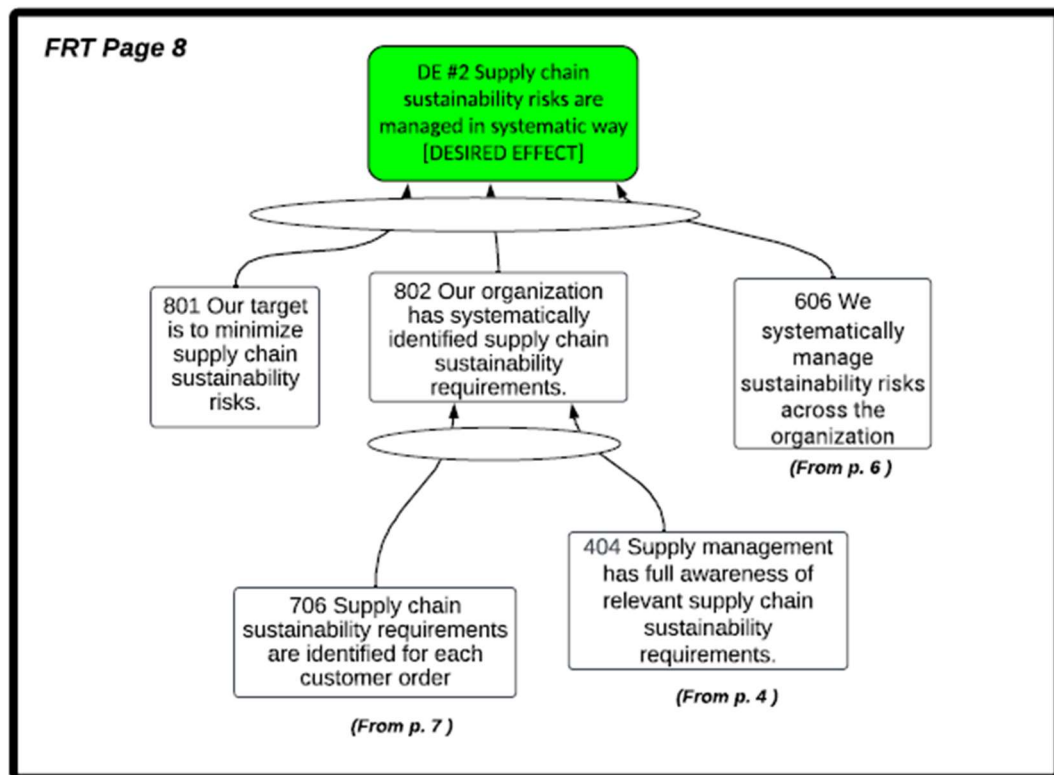 FRT Page 8
DE #2 Supply chain
sustainability risks are
managed in systematic way
[DESIRED EFFECT]
801 Our target
is to minimize
supply chain
sustainability
risks.
802 Our organization
has systematically
identified supply chain
sustainability
requirements.
606 We
systematically
manage
sustainability risks
across the
organization
(From p. 6 )
706 Supply chain
sustainability requirements
are identified for each
customer order
(From p. 7 )
404 Supply management
has full awareness of
relevant supply chain
sustainability
requirements.
(From p. 4 )